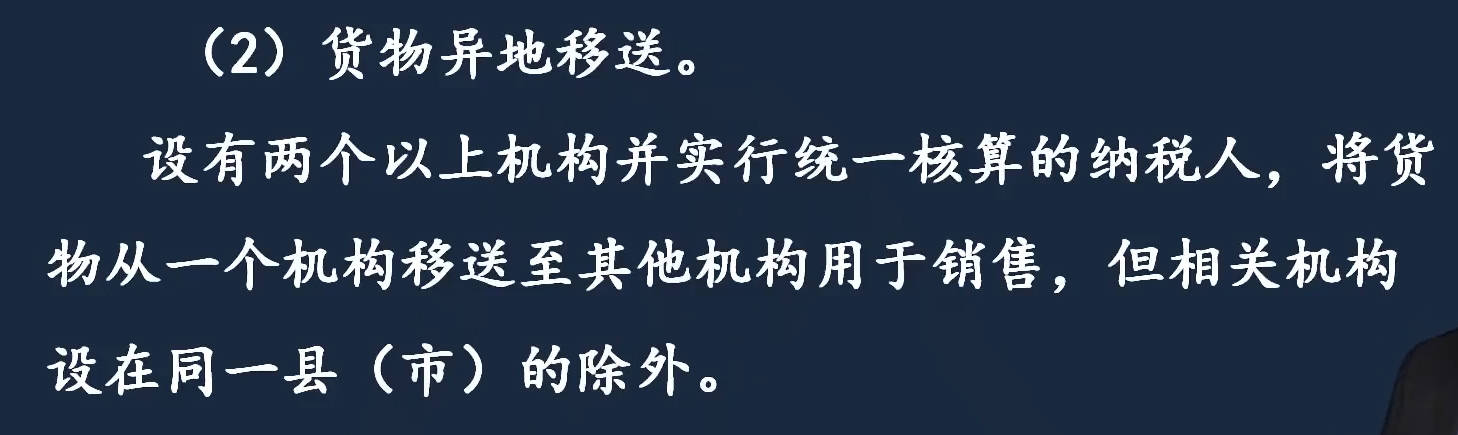 （2）货物异地移送。
设有两个以上机构并实行统一核算的纳税人，将货
物从一个机构移送至其他机构用于销售，但相关机构
设在同一县（市）的除外。